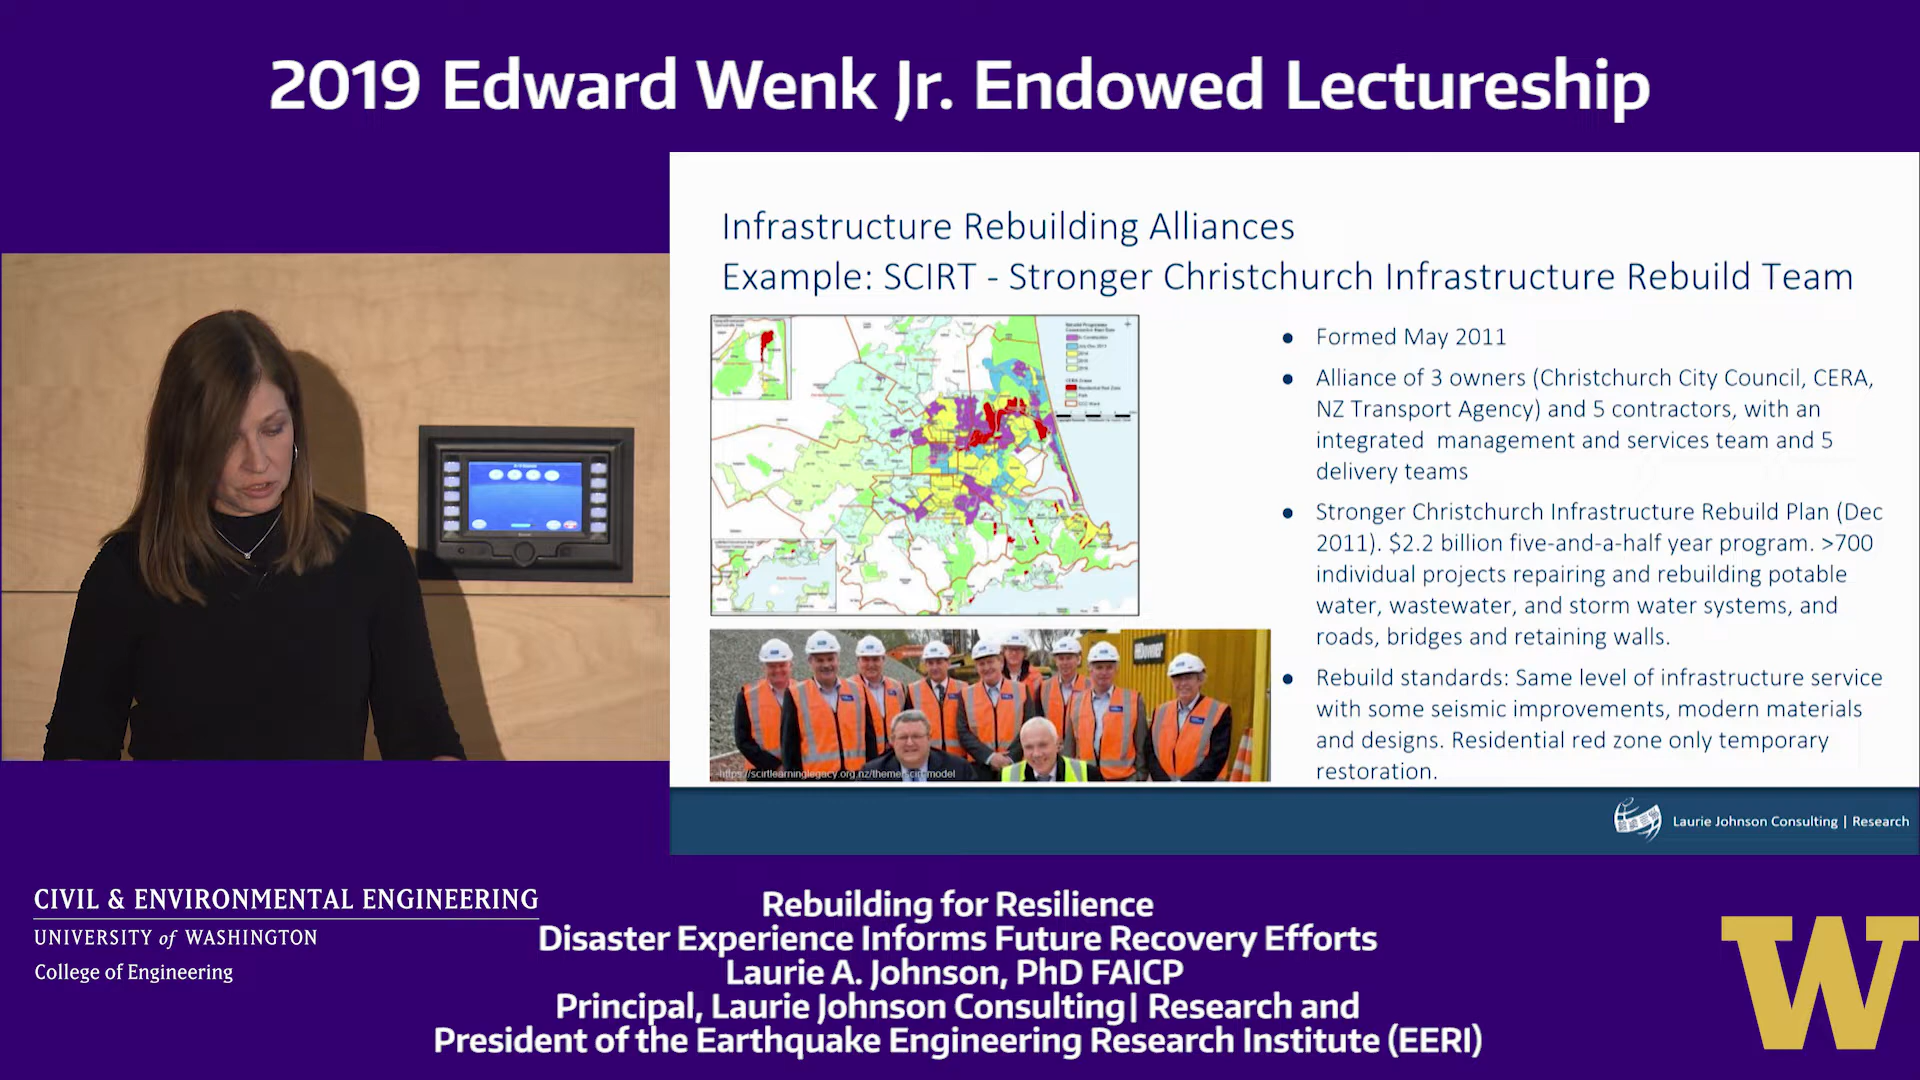 2019 Edward Wenk Jr. Endowed Lectureship
Infrastructure Rebuilding Alliances
Example: SCIRT - Stronger Christchurch Infrastructure Rebuild Team
● Formed May 2011
● Alliance of 3 owners (Christchurch City Council, CERA,
NZ Transport Agency) and 5 contractors, with an
integrated management and services team and 5
delivery teams
● Stronger Christchurch Infrastructure Rebuild Plan (Dec
2011). $2.2 billion five-and-a-half year program. >700
individual projects repairing and rebuilding potable
water, wastewater, and storm water systems, and
roads, bridges and retaining walls.
● Rebuild standards: Same level of infrastructure service
with some seismic improvements, modern materials
and designs. Residential red zone only temporary
restoration.
Laurie Johnson Consulting | Research
CIVIL & ENVIRONMENTAL ENGINEERING
UNIVERSITY of WASHINGTON
College of Engineering
Rebuilding for Resilience
Disaster Experience Informs Future Recovery Efforts
Laurie A. Johnson, PhD FAICP
Principal, Laurie Johnson Consulting| Research and
President of the Earthquake Engineering Research Institute (EERI)
W